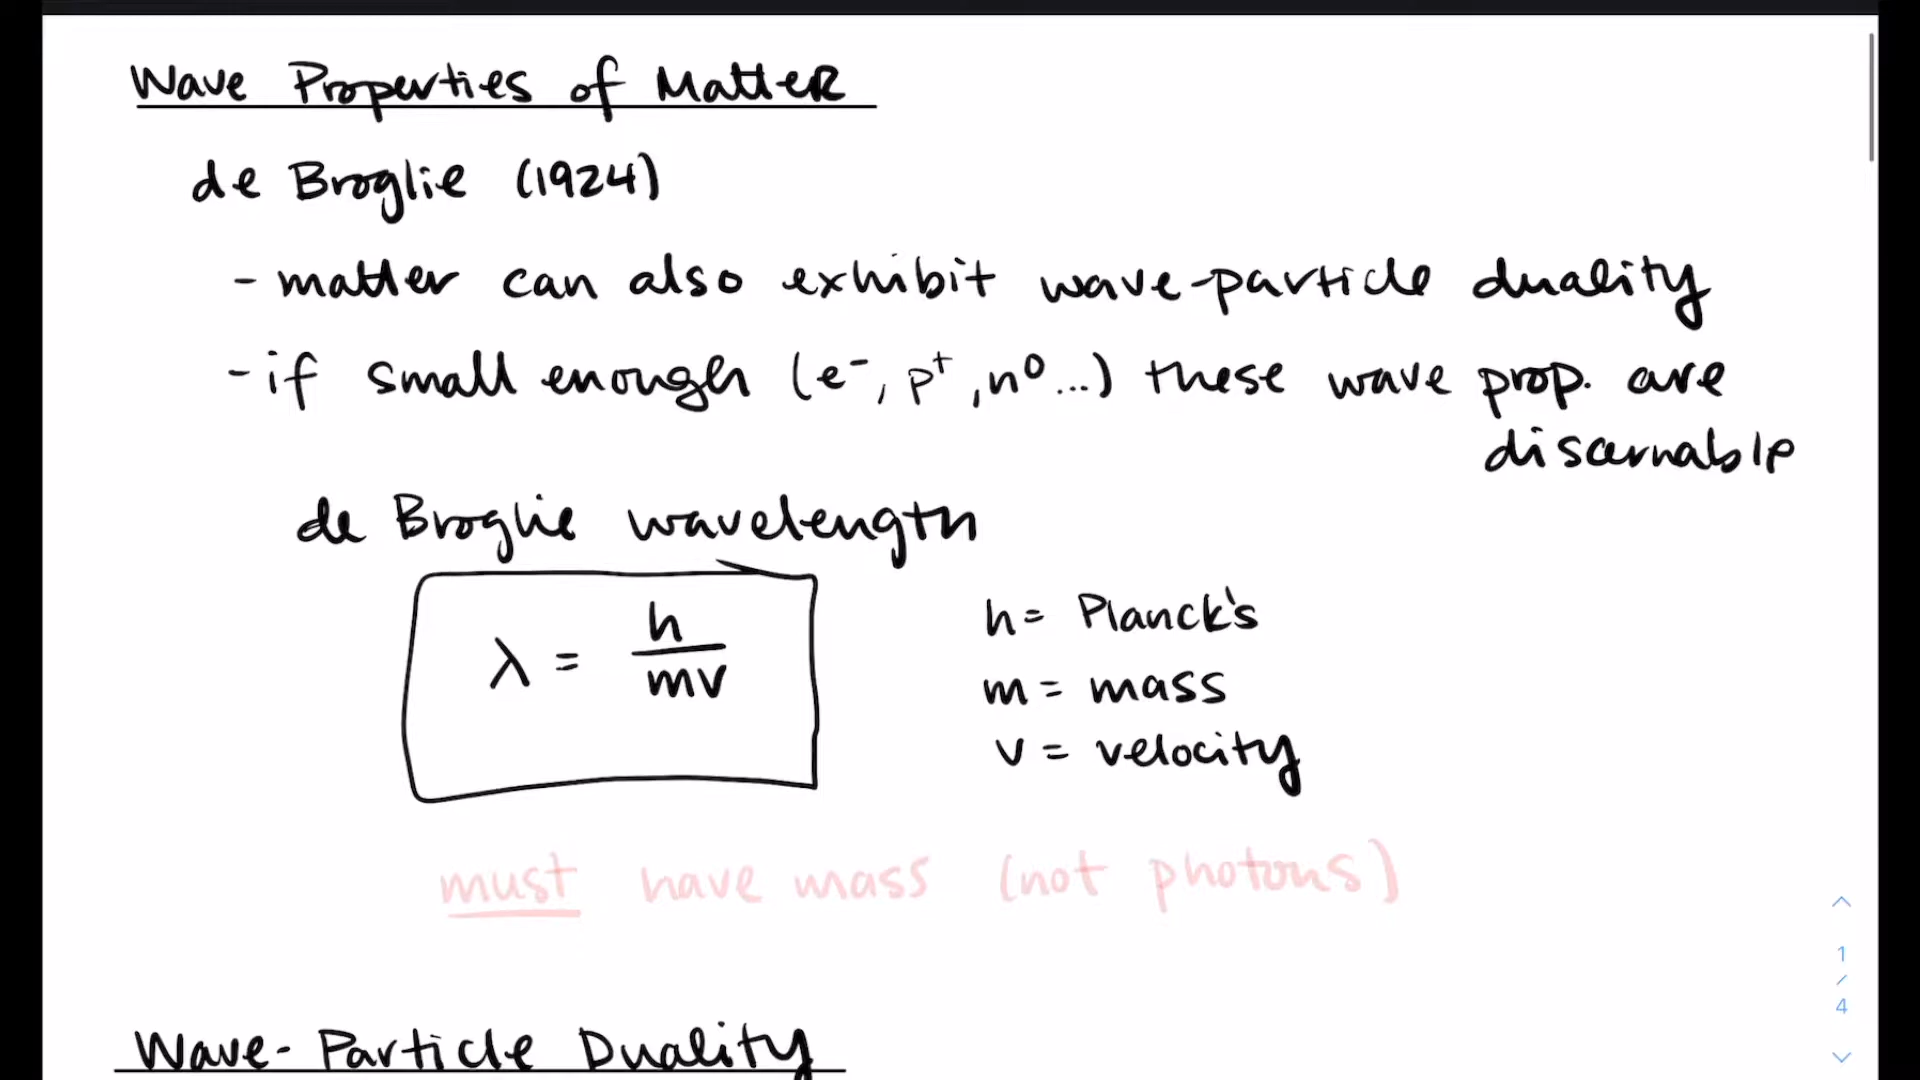 Wave Properties of Matter
de Broglie (1924)
- matter can also exhibit wave-particle duality
- if small enough (e⁻, p⁺, n⁰...) these wave prop. are
discernable
de Broglie wavelength
λ = h/mv
h = Planck's
m = mass
v = velocity
must have mass (not photons)
1
/
4
Wave-Particle Duality